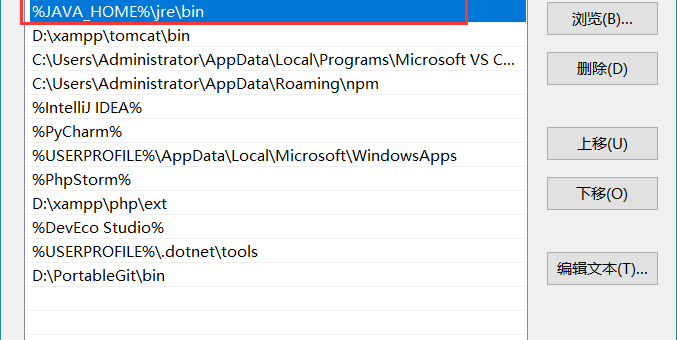 %JAVA_HOME%\jre\bin
D:\xampp\tomcat\bin
C:\Users\Administrator\AppData\Local\Programs\Microsoft VS C...
C:\Users\Administrator\AppData\Roaming\npm
%IntelliJ IDEA%
%PyCharm%
%USERPROFILE%\AppData\Local\Microsoft\WindowsApps
%PhpStorm%
D:\xampp\php\ext
%DevEco Studio%
%USERPROFILE%\.dotnet\tools
D:\PortableGit\bin
浏览(B)...
删除(D)
上移(U)
下移(O)
编辑文本(T)...